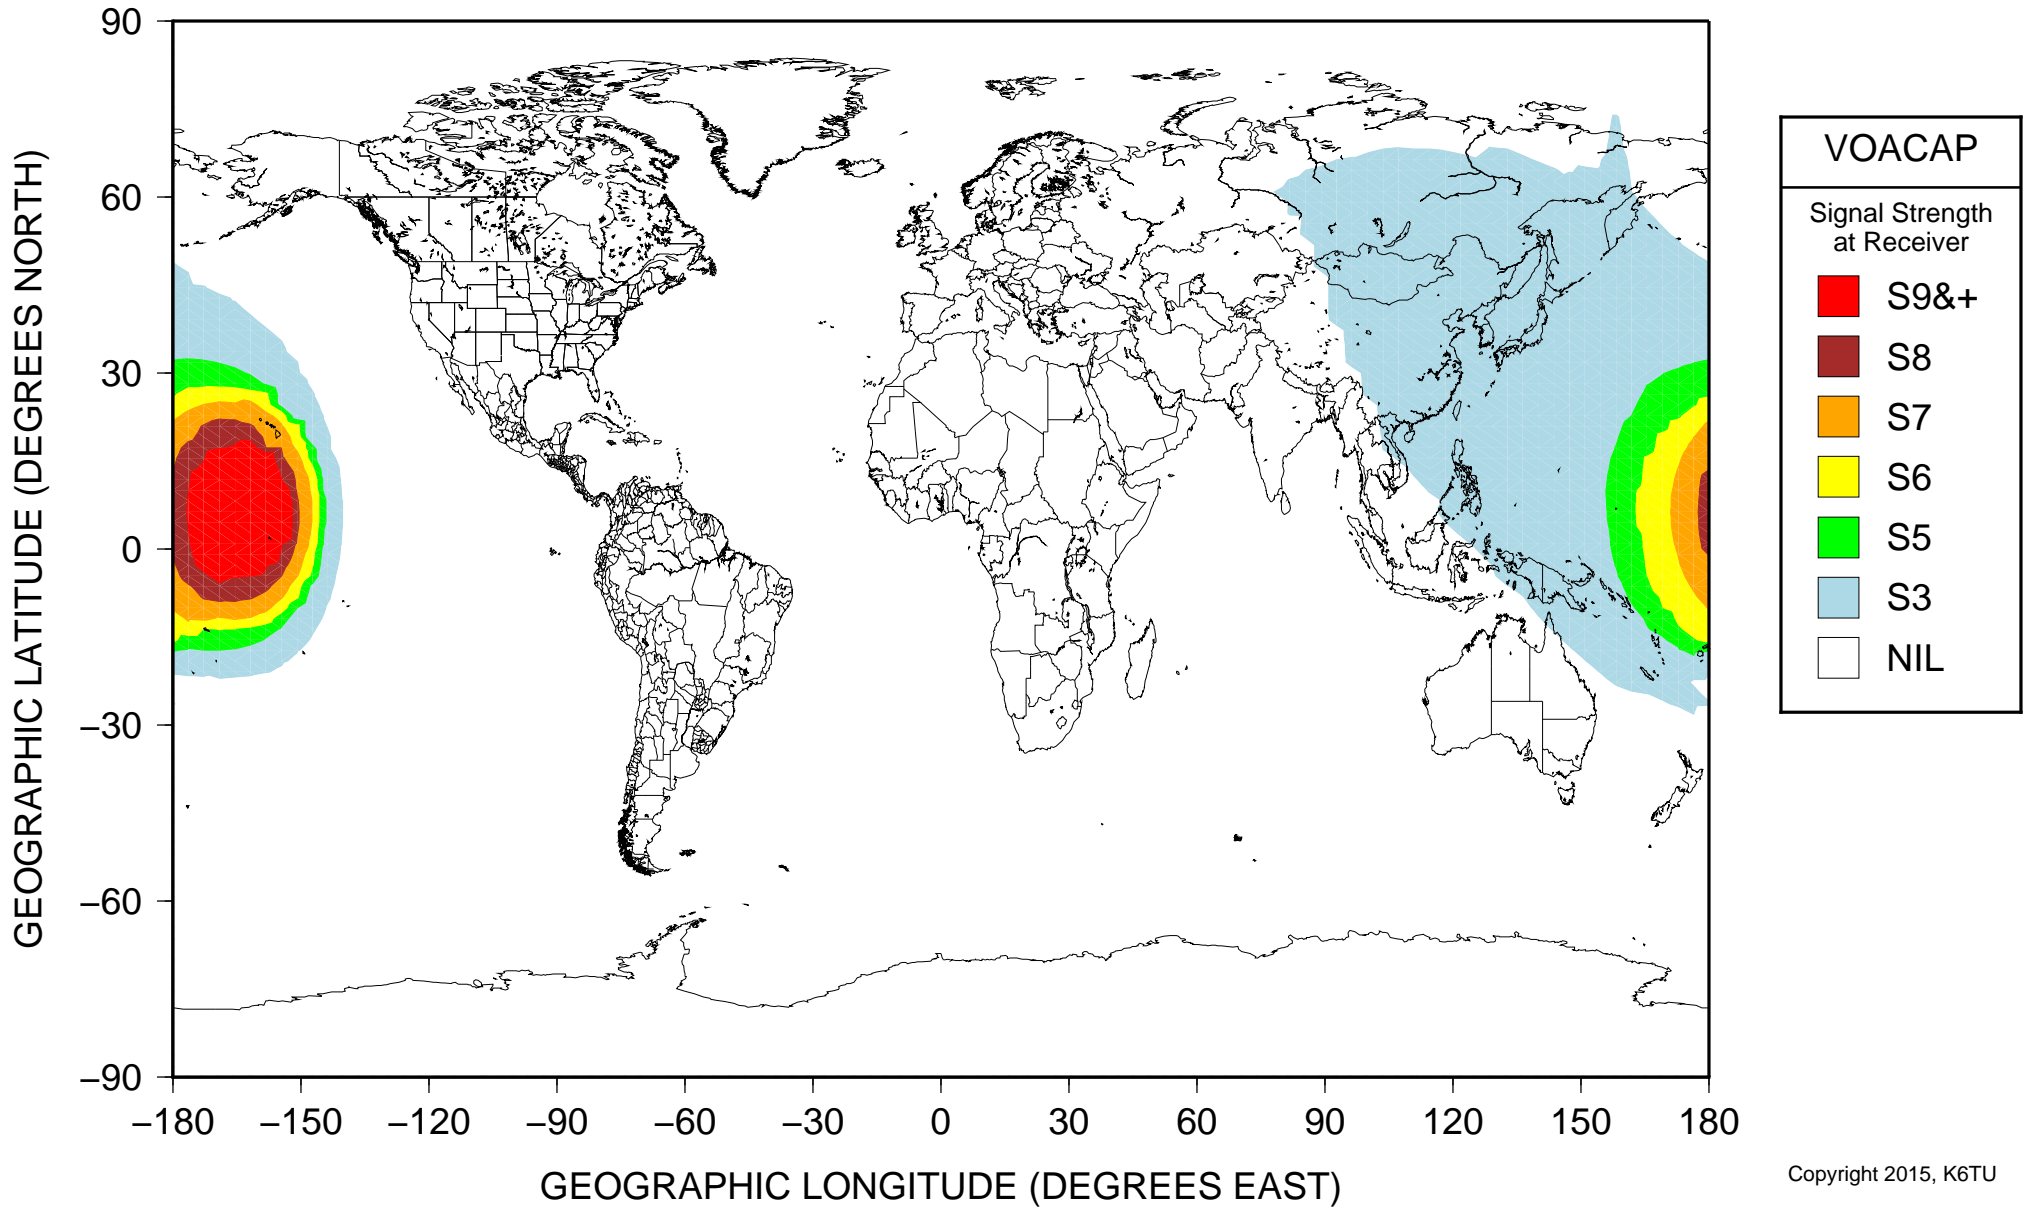 GEOGRAPHIC LATITUDE (DEGREES NORTH)
90
60
30
0
−30
−60
−90
−180 −150 −120 −90 −60 −30 0 30 60 90 120 150 180
GEOGRAPHIC LONGITUDE (DEGREES EAST)
VOACAP
Signal Strength
at Receiver
S9&+
S8
S7
S6
S5
S3
NIL
Copyright 2015, K6TU